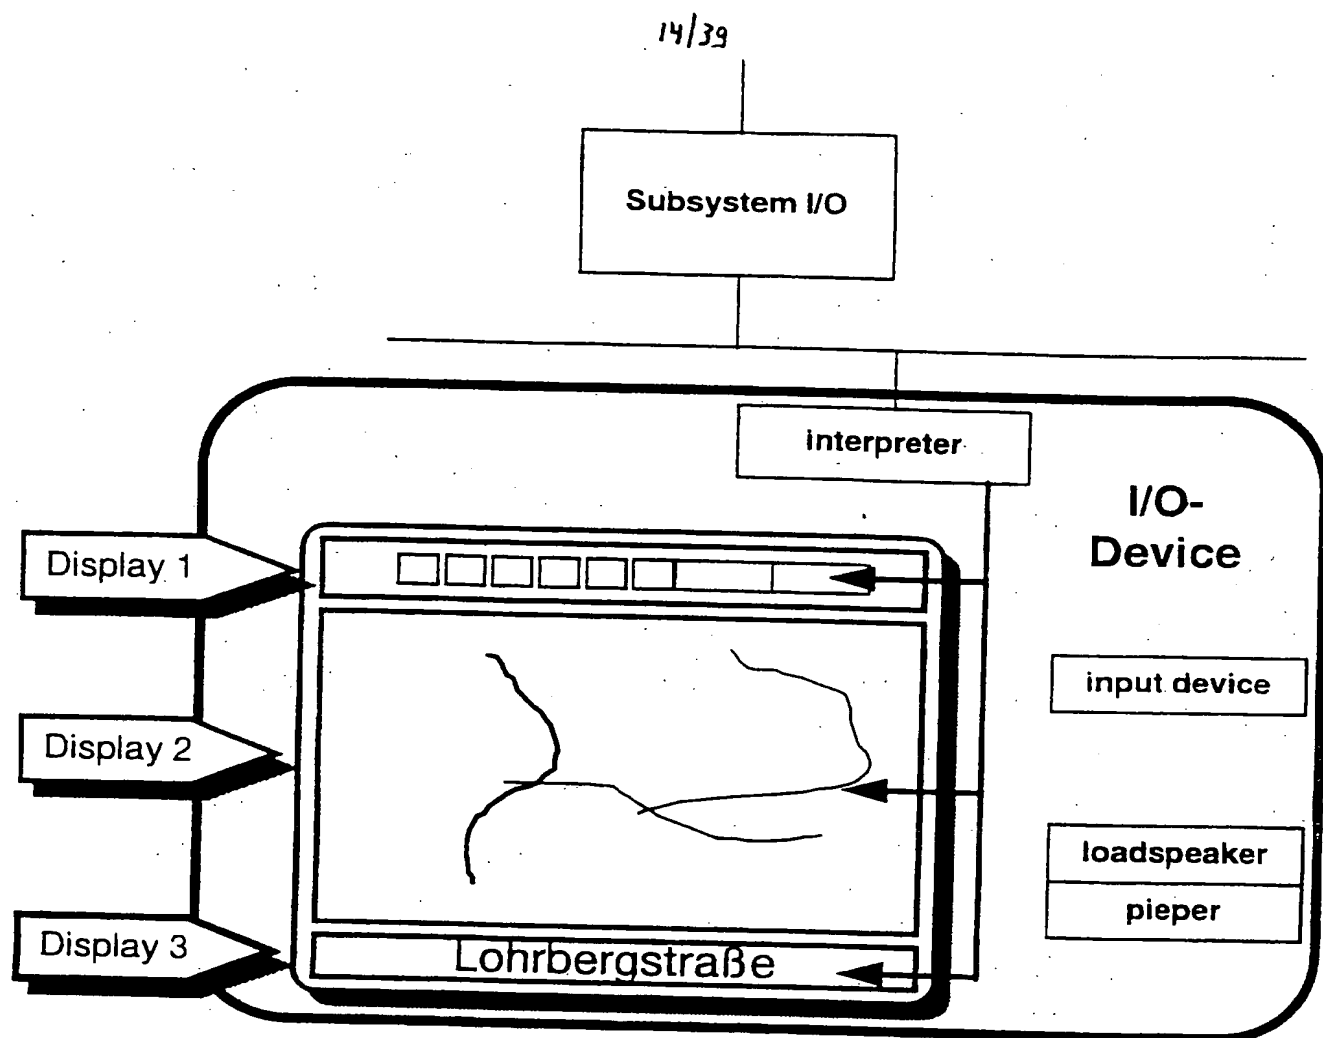 14/39
Subsystem I/O
interpreter
I/O-
Device
Display 1
input device
Display 2
loadspeaker
pieper
Display 3
Lohrbergstraße